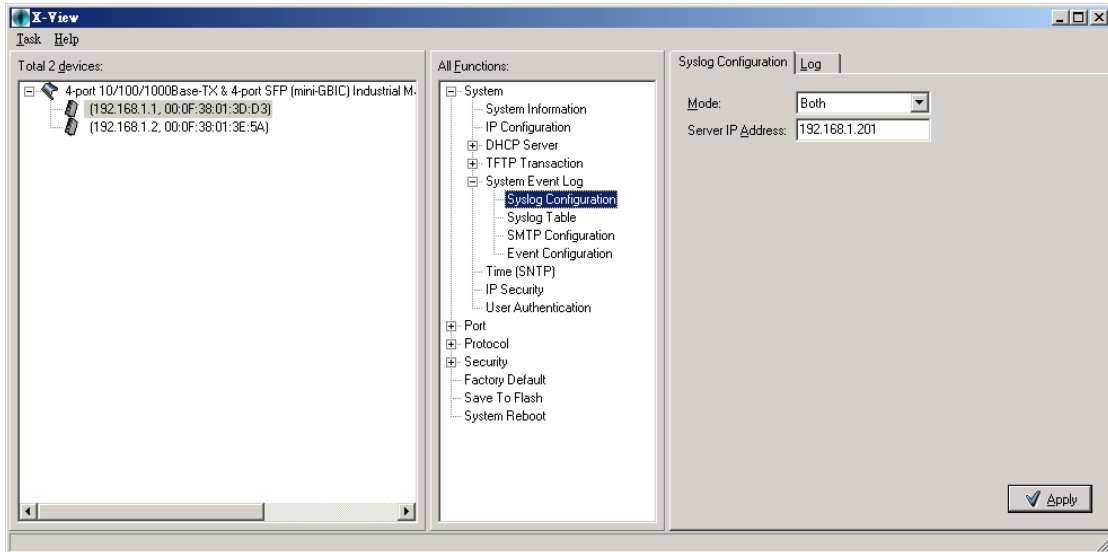 X-View
Task Help
Total 2 devices:
4-port 10/100/1000Base-TX & 4-port SFP (mini-GBIC) Industrial M
(192.168.1.1, 00:0F:38:01:3D:D3)
(192.168.1.2, 00:0F:38:01:3E:5A)
All Functions:
System
System Information
IP Configuration
DHCP Server
TFTP Transaction
System Event Log
Syslog Configuration
Syslog Table
SMTP Configuration
Event Configuration
Time (SNTP)
IP Security
User Authentication
Port
Protocol
Security
Factory Default
Save To Flash
System Reboot
Syslog Configuration Log
Mode: Both
Server IP Address: 192.168.1.201
Apply